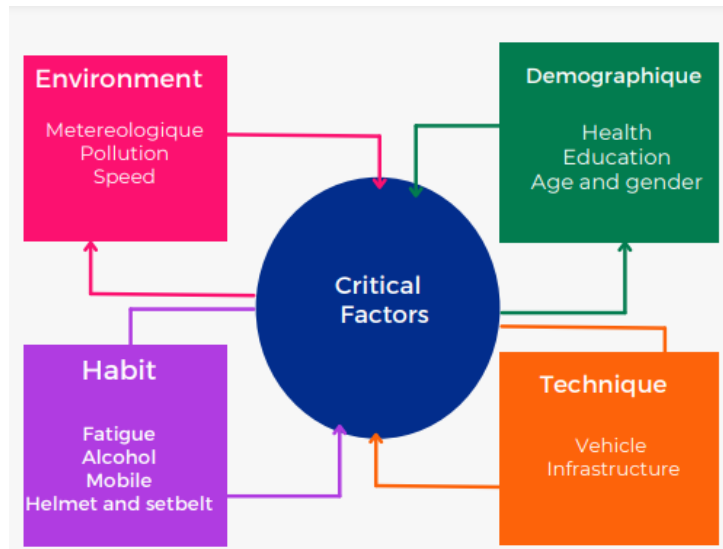 Environment
Metereologique
Pollution
Speed
Demographique
Health
Education
Age and gender
Critical
Factors
Habit
Fatigue
Alcohol
Mobile
Helmet and setbelt
Technique
Vehicle
Infrastructure